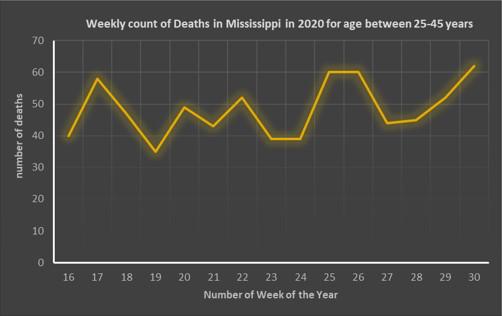 Weekly count of Deaths in Mississippi in 2020 for age between 25-45 years
70
60
50
40
30
20
10
0
number of deaths
16 17 18 19 20 21 22 23 24 25 26 27 28 29 30
Number of Week of the Year